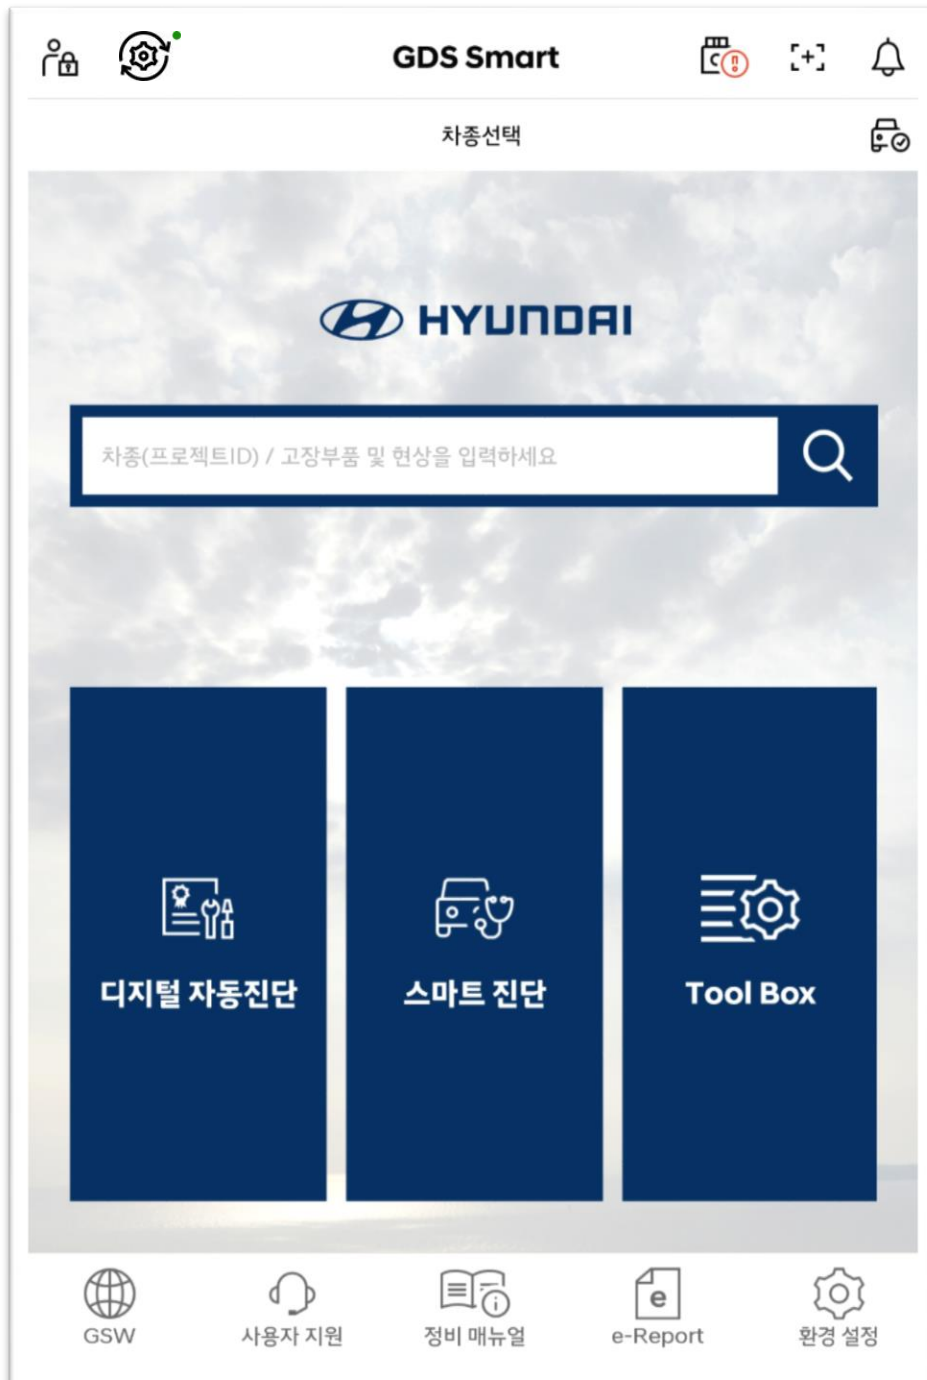 GDS Smart
차종선택
HYUNDAI
차종(프로젝트ID) / 고장부품 및 현상을 입력하세요
디지털 자동진단
스마트 진단
Tool Box
GSW
사용자 지원
정비 매뉴얼
e-Report
환경 설정